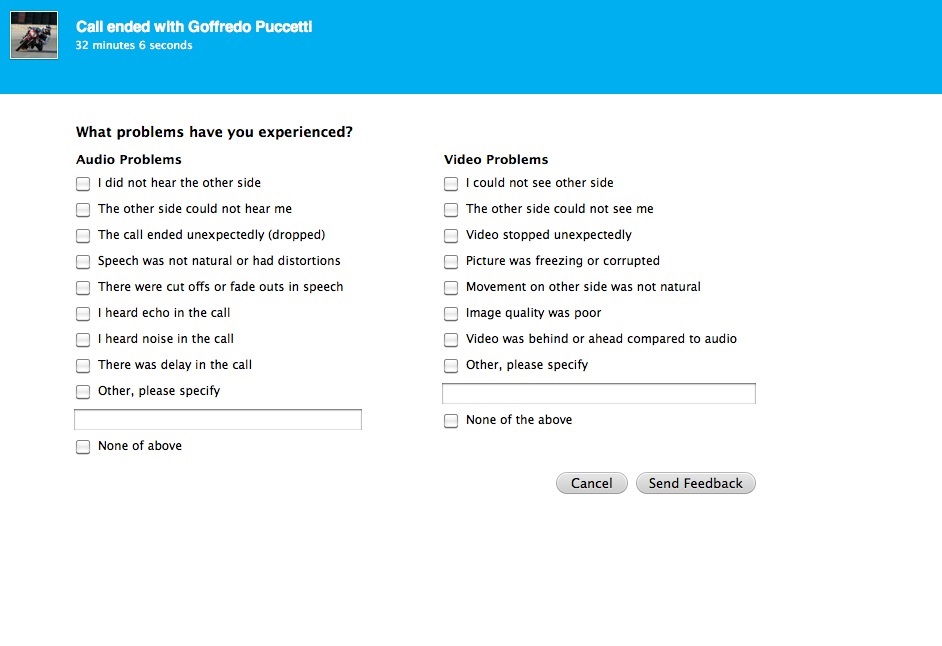 Call ended with Goffredo Puccetti
32 minutes 6 seconds
What problems have you experienced?
Audio Problems
I did not hear the other side
The other side could not hear me
The call ended unexpectedly (dropped)
Speech was not natural or had distortions
There were cut offs or fade outs in speech
I heard echo in the call
I heard noise in the call
There was delay in the call
Other, please specify
None of above
Video Problems
I could not see other side
The other side could not see me
Video stopped unexpectedly
Picture was freezing or corrupted
Movement on other side was not natural
Image quality was poor
Video was behind or ahead compared to audio
Other, please specify
None of the above
Cancel
Send Feedback